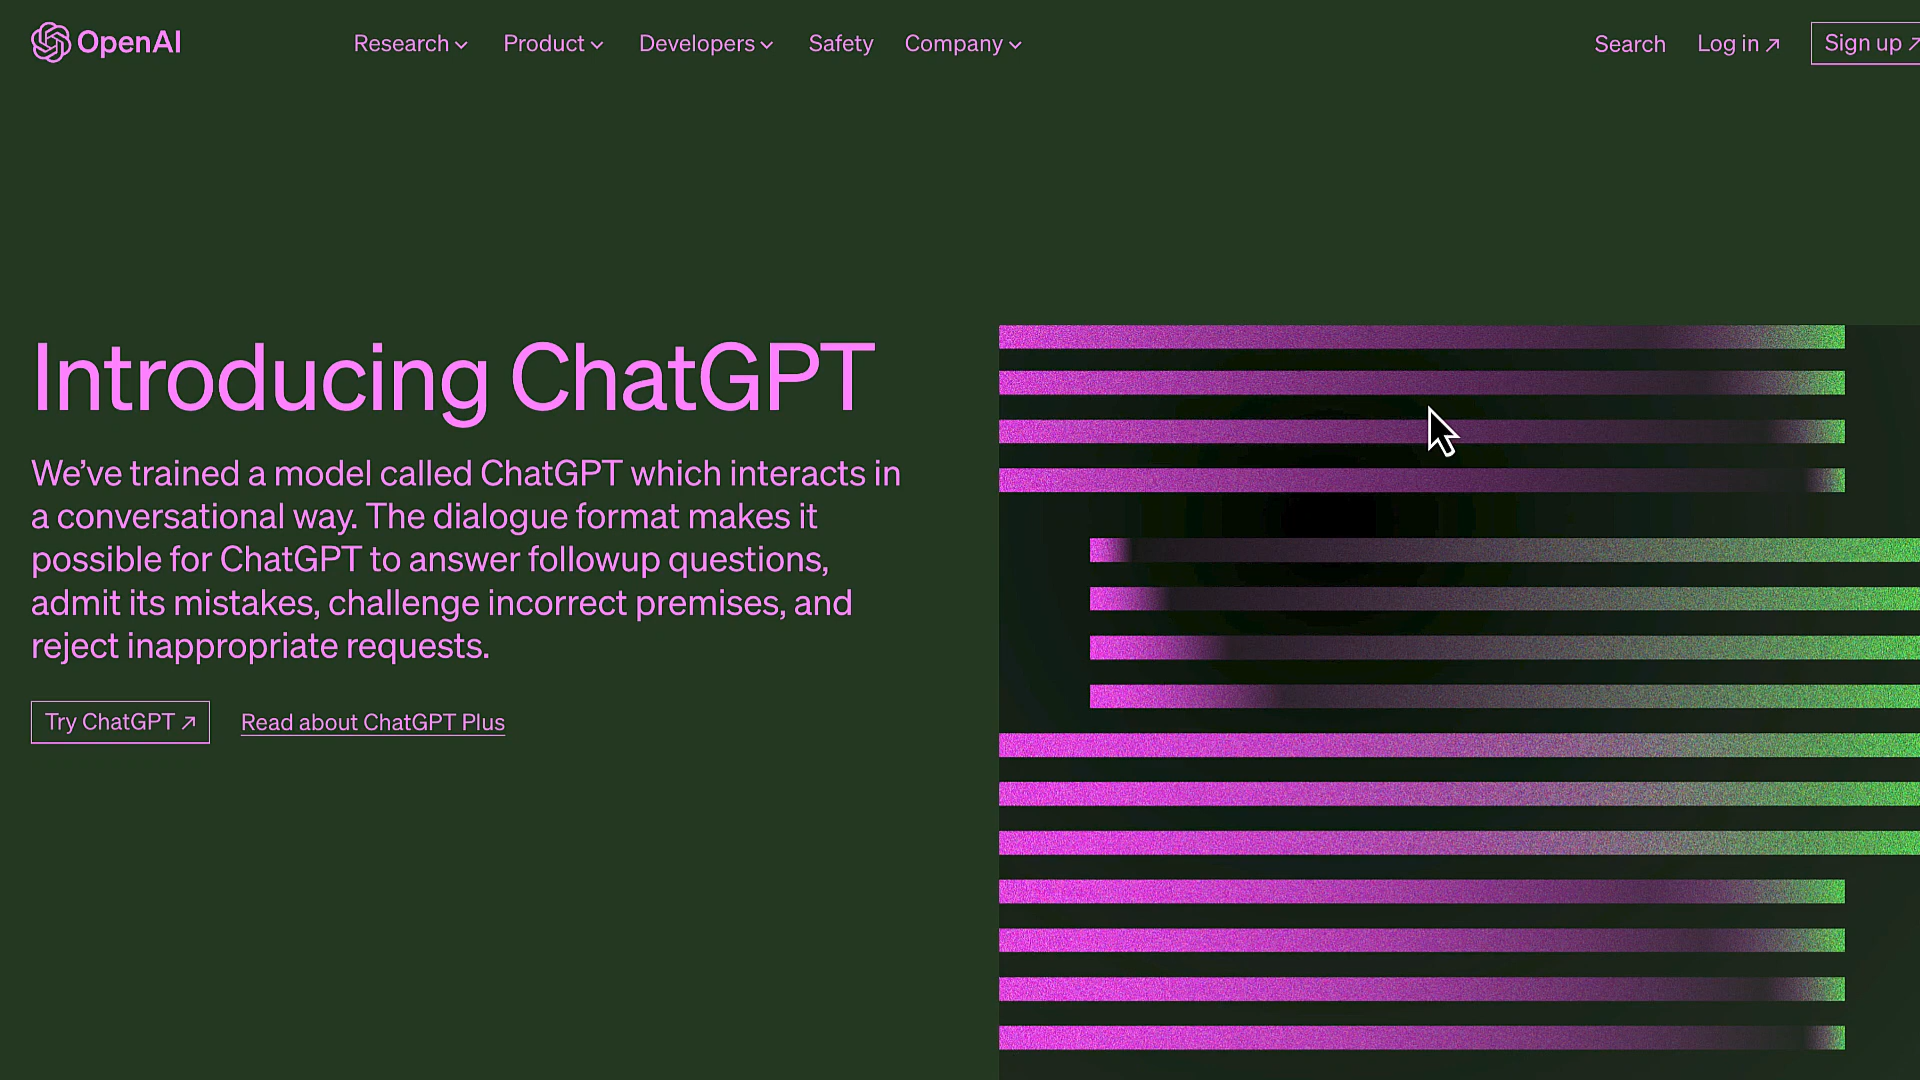 OpenAI
Research
Product
Developers
Safety
Company
Search
Log in ↗
Sign up ↗
Introducing ChatGPT
We’ve trained a model called ChatGPT which interacts in
a conversational way. The dialogue format makes it
possible for ChatGPT to answer followup questions,
admit its mistakes, challenge incorrect premises, and
reject inappropriate requests.
Try ChatGPT ↗
Read about ChatGPT Plus